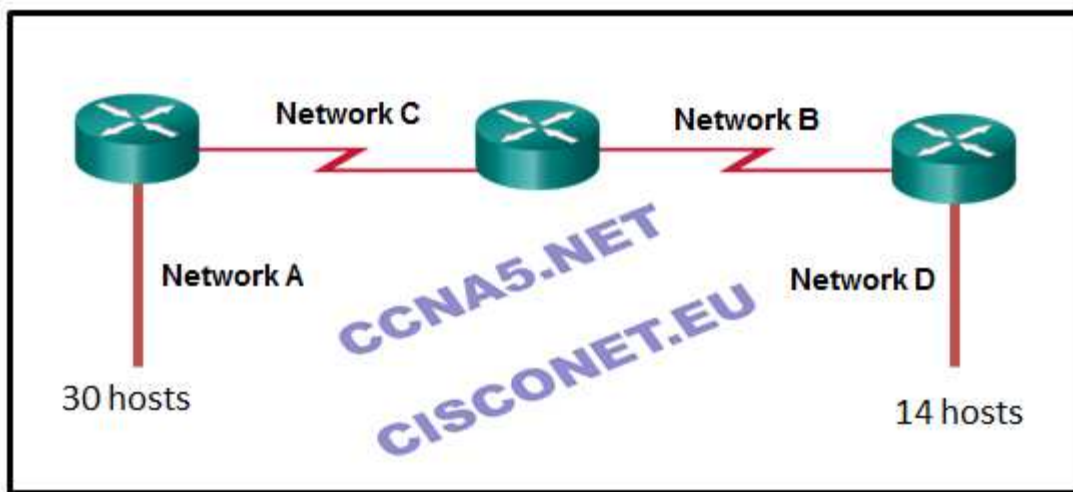 Network C
Network B
Network A
Network D
CCNA5.NET
CISCONET.EU
30 hosts
14 hosts